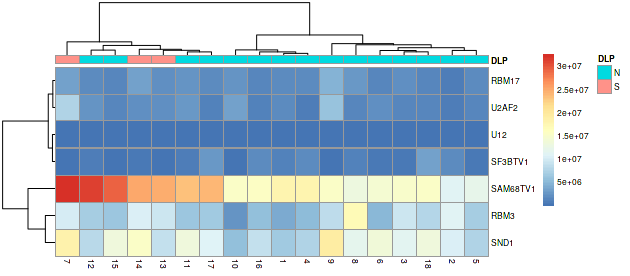 DLP
RBM17
U2AF2
U12
SF3BTV1
SAM68TV1
RBM3
SND1
7 12 15 14 13 11 17 10 16 1 4 9 8 6 3 18 2 5
3e+07
2.5e+07
2e+07
1.5e+07
1e+07
5e+06
DLP
N
S